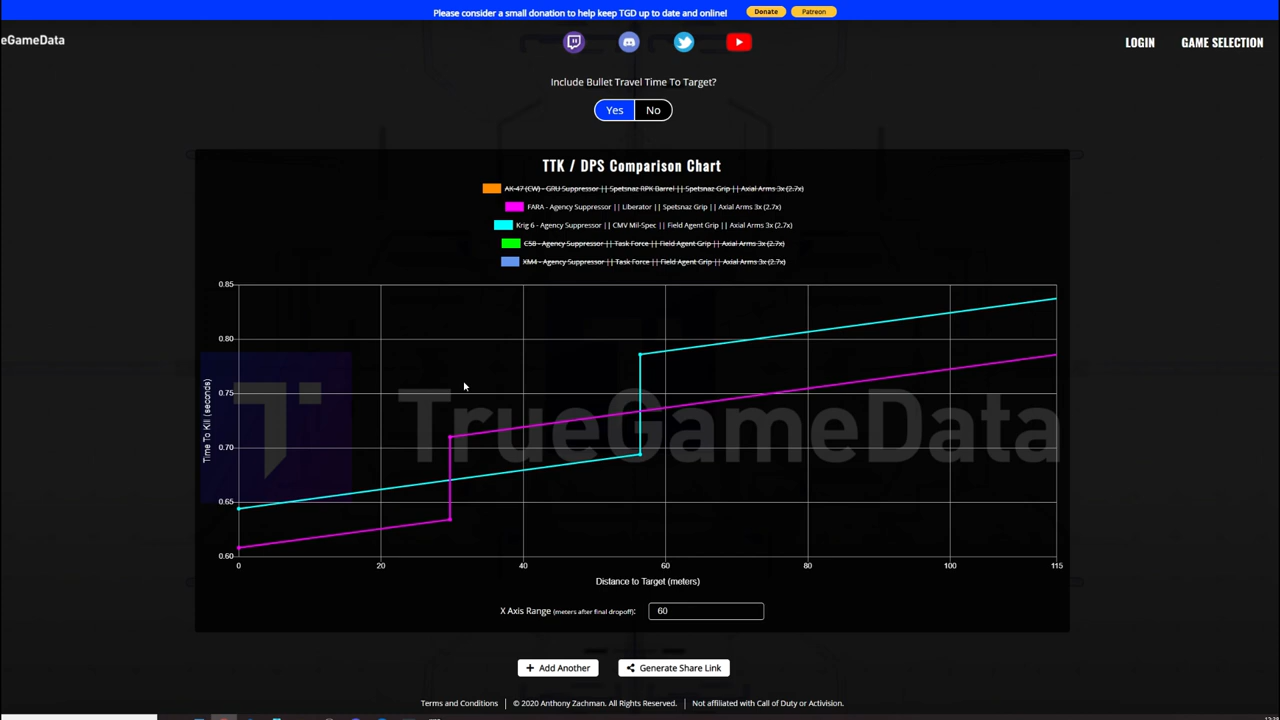 Please consider a small donation to help keep TGD up to date and online! Donate Patreon
eGameData
LOGIN GAME SELECTION
Include Bullet Travel Time To Target?
Yes No
TTK / DPS Comparison Chart
AK-47 (CW) - GRU Suppressor || Spetsnaz RPK Barrel || Spetsnaz Grip || Axial Arms 3x (2.7x)
FARA - Agency Suppressor || Liberator || Spetsnaz Grip || Axial Arms 3x (2.7x)
Krig 6 - Agency Suppressor || CMV Mil-Spec || Field Agent Grip || Axial Arms 3x (2.7x)
C58 - Agency Suppressor || Task Force || Field Agent Grip || Axial Arms 3x (2.7x)
XM4 - Agency Suppressor || Task Force || Field Agent Grip || Axial Arms 3x (2.7x)
0.85
0.80
0.75
0.70
0.65
0.60
Time To Kill (seconds)
TrueGameData
0 20 40 60 80 100 115
Distance to Target (meters)
X Axis Range (meters after final dropoff): 60
+ Add Another Generate Share Link
Terms and Conditions | © 2020 Anthony Zachman. All Rights Reserved. | Not affiliated with Call of Duty or Activision.